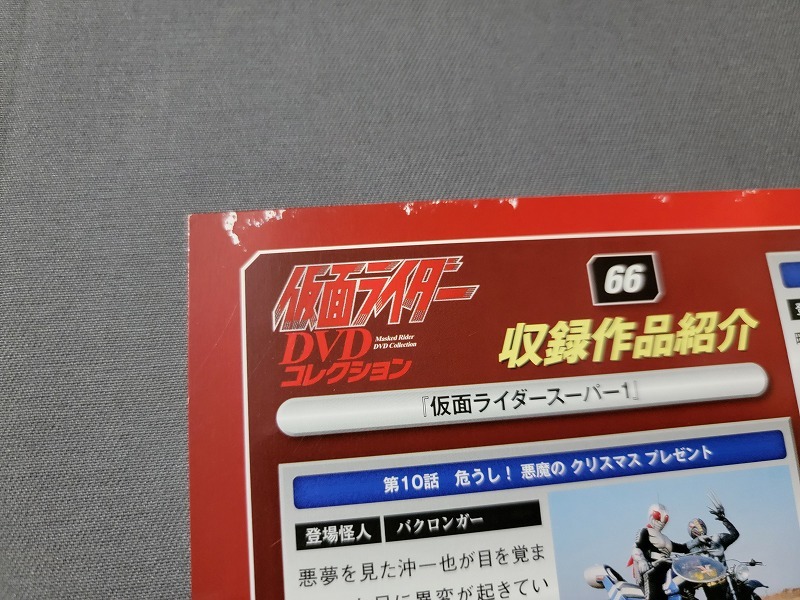 仮面ライダー
DVD
Masked Rider
DVD Collection
コレクション
66
収録作品紹介
『仮面ライダースーパー1』
第10話 危うし! 悪魔の クリスマス プレゼント
登場怪人 バクロンガー
悪夢を見た沖一也が目を覚ま
に異変が起きてい